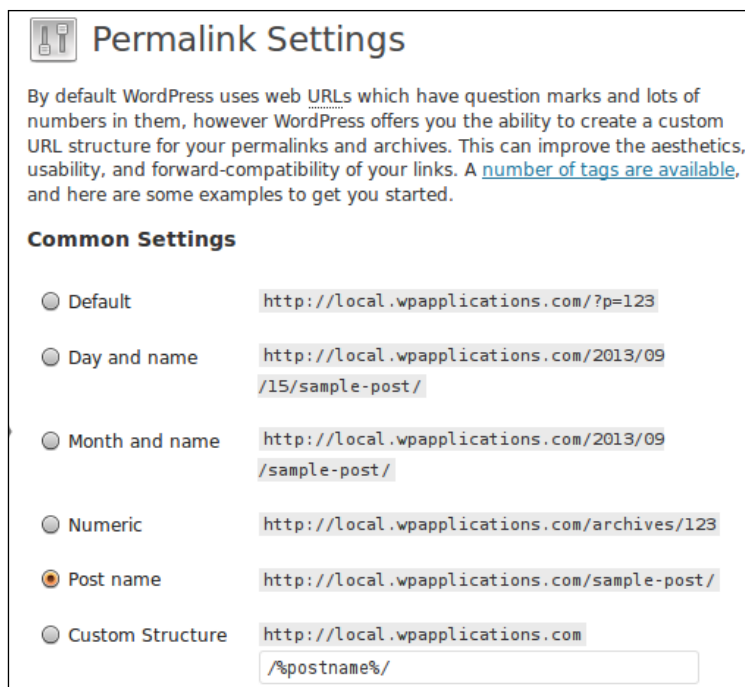 Permalink Settings
By default WordPress uses web URLs which have question marks and lots of
numbers in them, however WordPress offers you the ability to create a custom
URL structure for your permalinks and archives. This can improve the aesthetics,
usability, and forward-compatibility of your links. A number of tags are available,
and here are some examples to get you started.
Common Settings
Default http://local.wpapplications.com/?p=123
Day and name http://local.wpapplications.com/2013/09
/15/sample-post/
Month and name http://local.wpapplications.com/2013/09
/sample-post/
Numeric http://local.wpapplications.com/archives/123
Post name http://local.wpapplications.com/sample-post/
Custom Structure http://local.wpapplications.com
/%postname%/